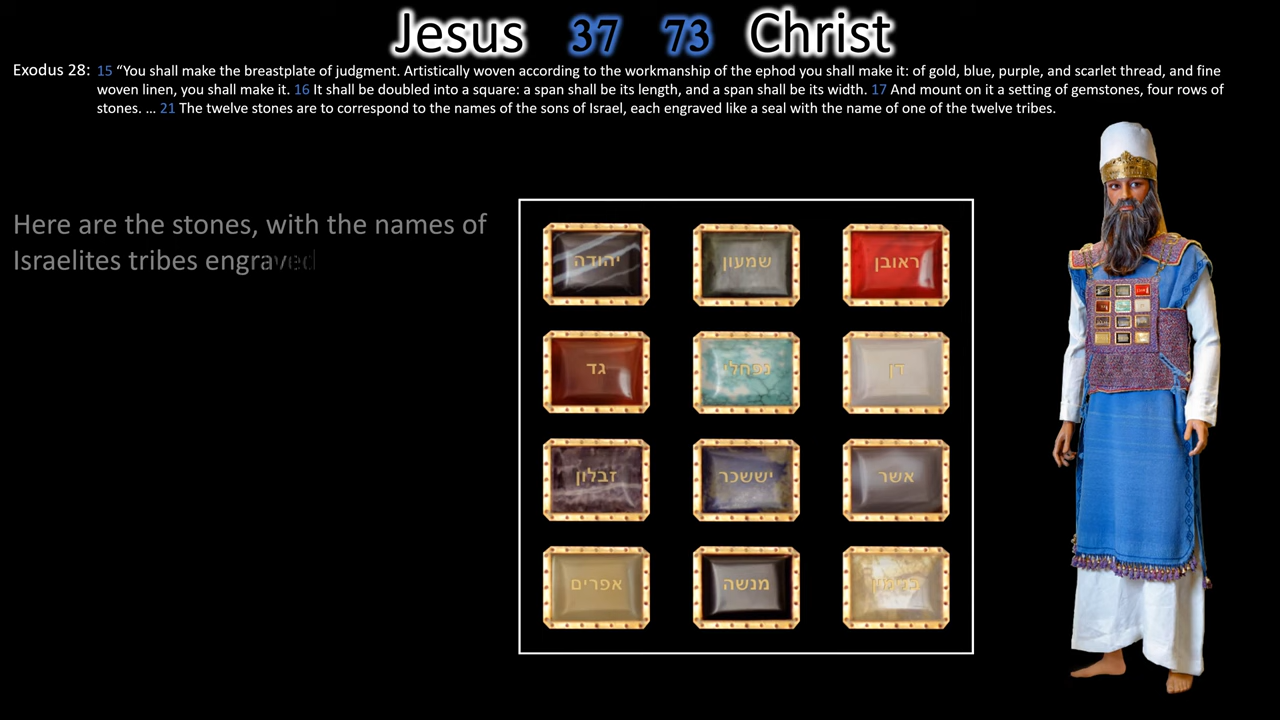 Jesus 37 73 Christ
Exodus 28: 15 “You shall make the breastplate of judgment. Artistically woven according to the workmanship of the ephod you shall make it: of gold, blue, purple, and scarlet thread, and fine
woven linen, you shall make it. 16 It shall be doubled into a square: a span shall be its length, and a span shall be its width. 17 And mount on it a setting of gemstones, four rows of
stones. ... 21 The twelve stones are to correspond to the names of the sons of Israel, each engraved like a seal with the name of one of the twelve tribes.
Here are the stones, with the names of
Israelites tribes engraved
ראובן שמעון יהודה
דן נפתלי גד
אשר יששכר זבלון
מנשה אפרים